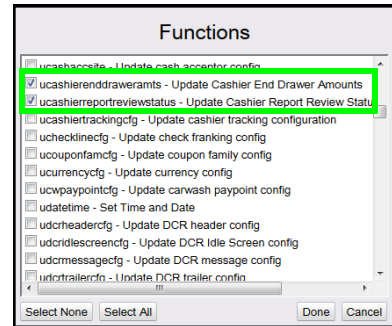 Functions
ucashaccsite - Update cash acceptor config
ucashierenddraweramts - Update Cashier End Drawer Amounts
ucashierreportreviewstatus - Update Cashier Report Review Statu
ucashiertrackingcfg - Update cashier tracking configuration
uchecklinecfg - Update check franking config
ucouponfamcfg - Update coupon family config
ucurrencycfg - Update currency config
ucwpaypointcfg - Update carwash paypoint config
udatetime - Set Time and Date
udcrheadercfg - Update DCR header config
udcridlescreencfg - Update DCR Idle Screen config
udcrmessagecfg - Update DCR message config
udcrtrailercfg - Update DCR trailer config
Select None Select All Done Cancel